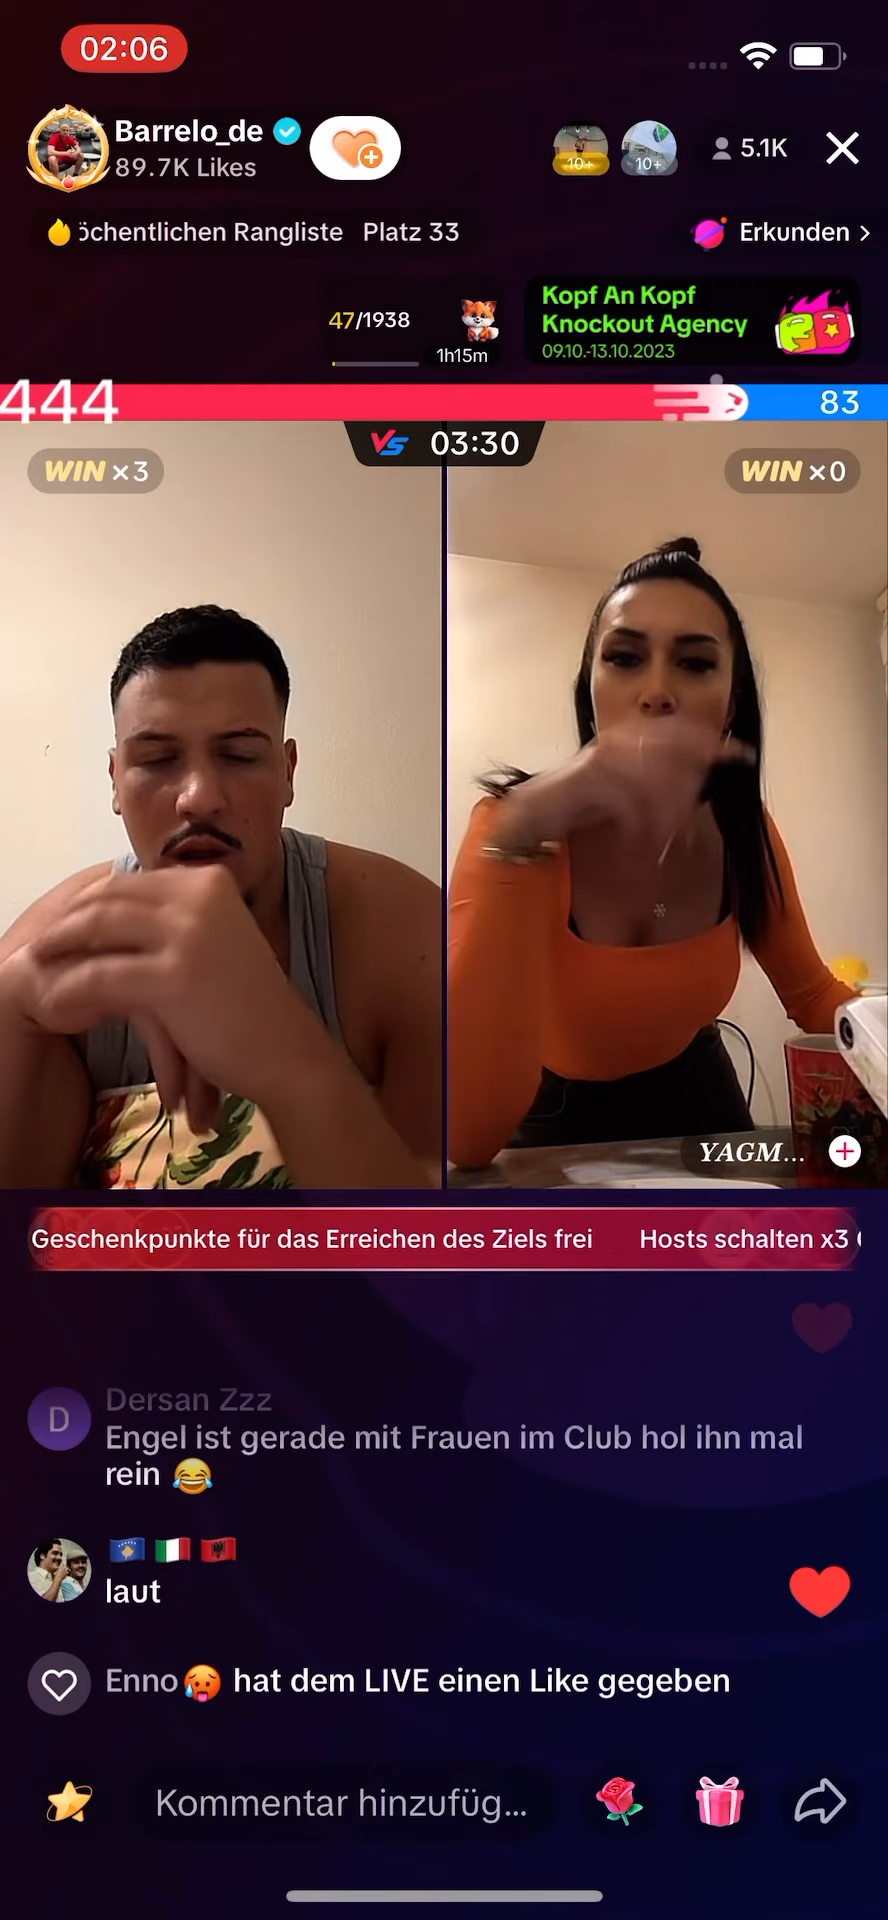 02:06
Barrelo_de
89.7K Likes
10+
10+
5.1K
öchentlichen Rangliste Platz 33
Erkunden >
47/1938
1h15m
Kopf An Kopf
Knockout Agency
09.10.-13.10.2023
444
83
VS 03:30
WIN ×3
WIN ×0
YAGM...
Geschenkpunkte für das Erreichen des Ziels frei Hosts schalten x3
D
Dersan Zzz
Engel ist gerade mit Frauen im Club hol ihn mal
rein 😂
🇽🇰 🇮🇹 🇦🇱
laut
Enno🥵 hat dem LIVE einen Like gegeben
Kommentar hinzufüg...